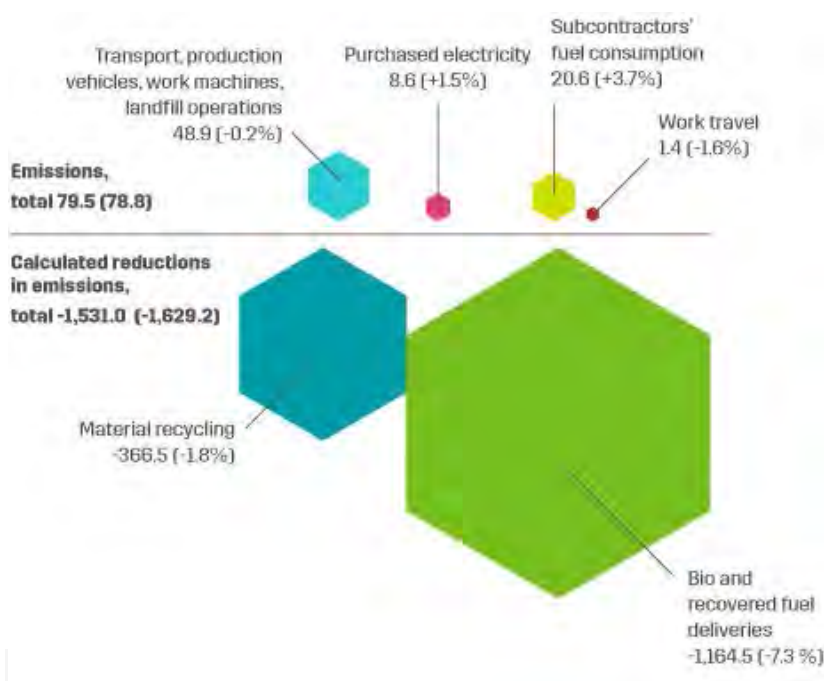 Transport, production
vehicles, work machines,
landfill operations
48.9 (-0.2%)
Purchased electricity
8.6 (+1.5%)
Subcontractors'
fuel consumption
20.6 (+3.7%)
Work travel
1.4 (-1.6%)
Emissions,
total 79.5 (78.8)
Calculated reductions
in emissions,
total -1,531.0 (-1,629.2)
Material recycling
-366.5 (-1.8%)
Bio and
recovered fuel
deliveries
-1,164.5 (-7.3 %)